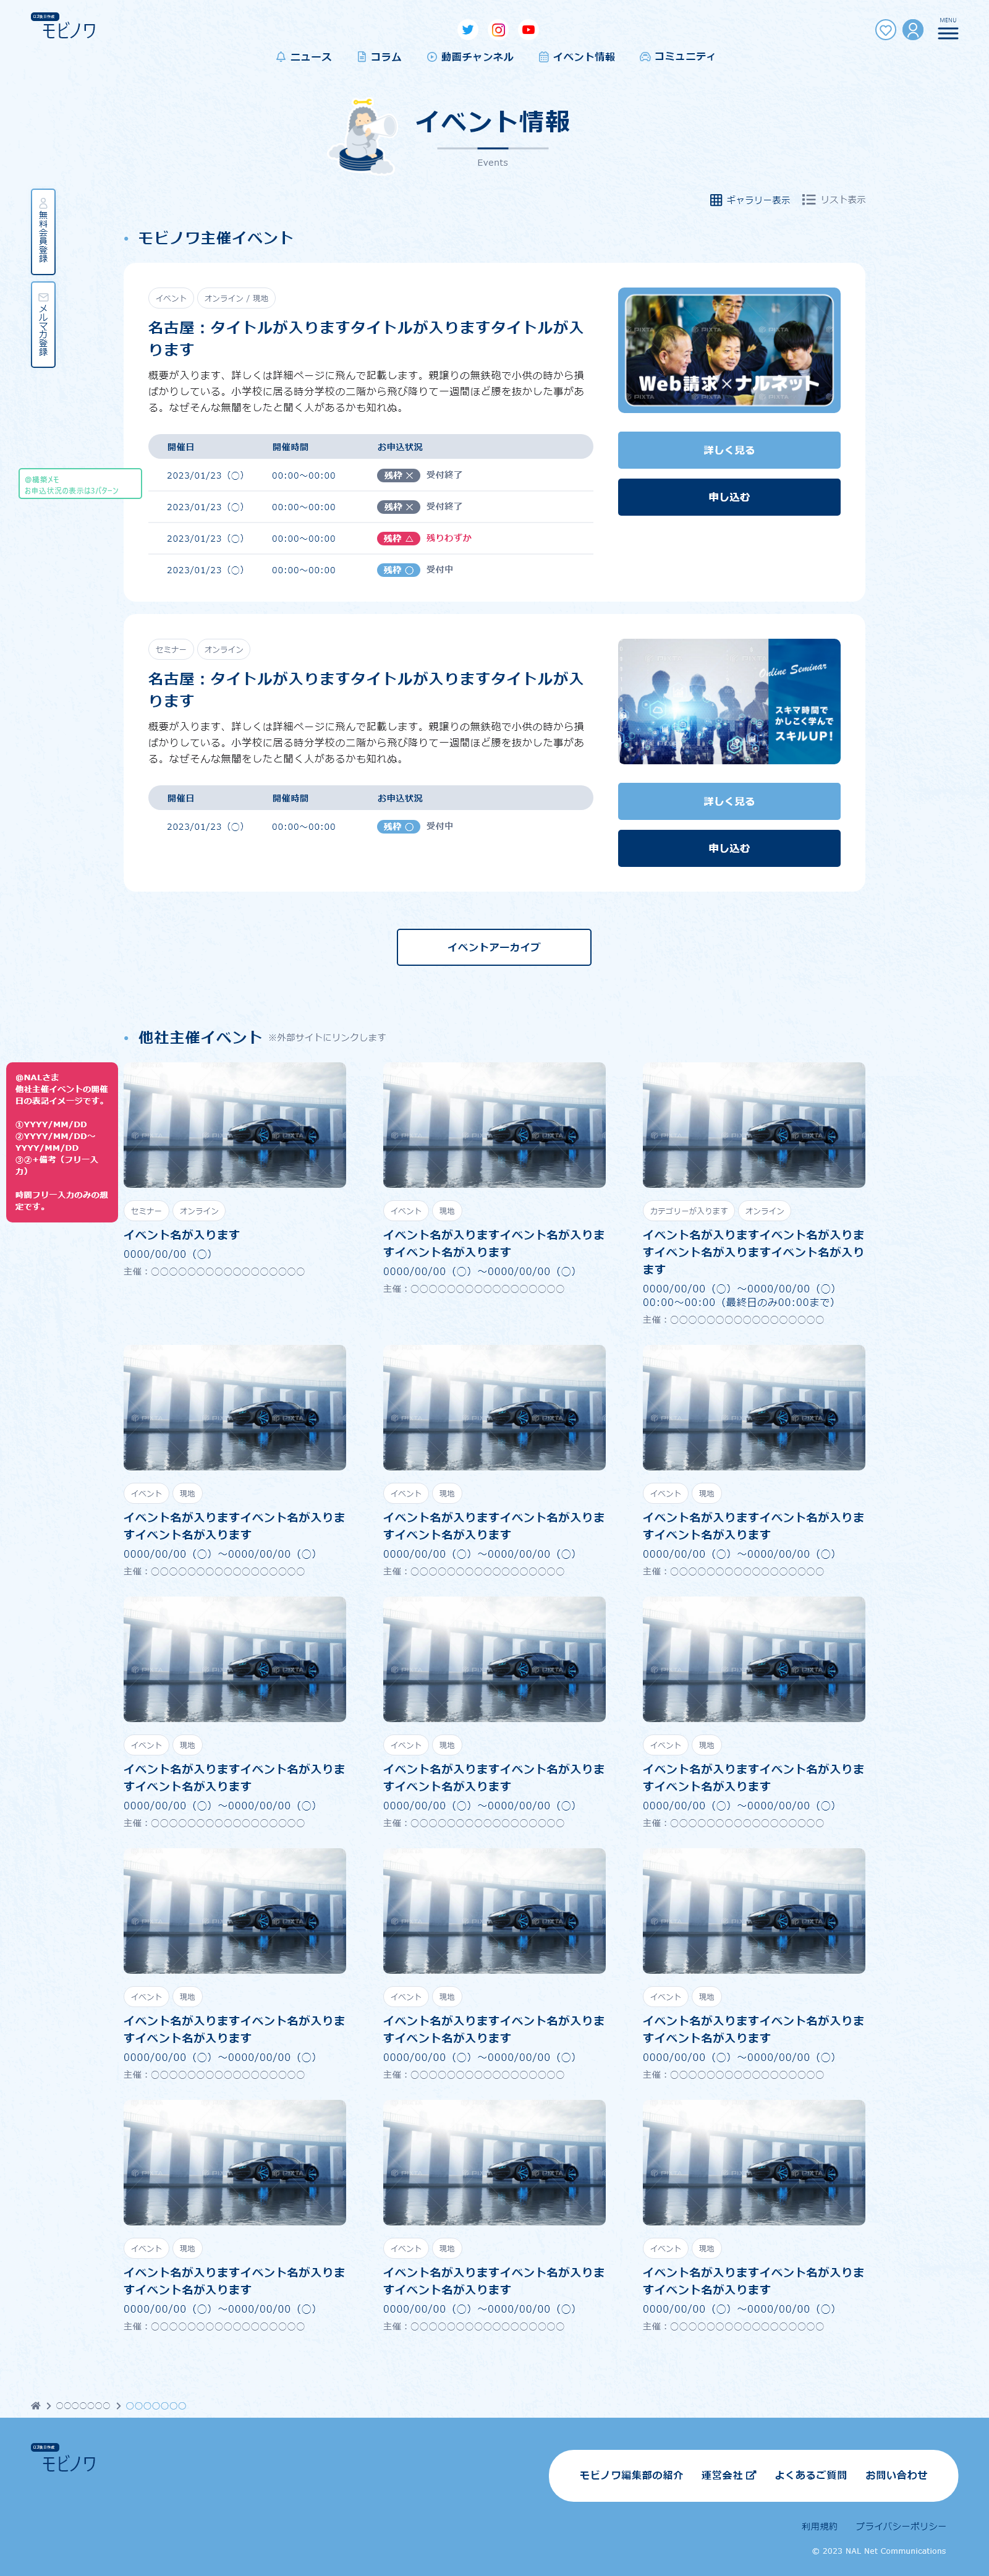 ロゴ後日作成
モビノワ
MENU
ニュース
コラム
動画チャンネル
イベント情報
コミュニティ
イベント情報
Events
無料会員登録
メルマガ登録
ギャラリー表示
リスト表示
モビノワ主催イベント
イベント
オンライン / 現地
名古屋：タイトルが入りますタイトルが入りますタイトルが入
ります
概要が入ります、詳しくは詳細ページに飛んで記載します。親譲りの無鉄砲で小供の時から損
ばかりしている。小学校に居る時分学校の二階から飛び降りて一週間ほど腰を抜かした事があ
る。なぜそんな無闇をしたと聞く人があるかも知れぬ。
Web請求×ナルネット
詳しく見る
申し込む
開催日 開催時間 お申込状況
2023/01/23（〇） 00:00〜00:00 残枠 × 受付終了
2023/01/23（〇） 00:00〜00:00 残枠 × 受付終了
2023/01/23（〇） 00:00〜00:00 残枠 △ 残りわずか
2023/01/23（〇） 00:00〜00:00 残枠 〇 受付中
@構築メモ
お申込状況の表示は3パターン
セミナー
オンライン
名古屋：タイトルが入りますタイトルが入りますタイトルが入
ります
概要が入ります、詳しくは詳細ページに飛んで記載します。親譲りの無鉄砲で小供の時から損
ばかりしている。小学校に居る時分学校の二階から飛び降りて一週間ほど腰を抜かした事があ
る。なぜそんな無闇をしたと聞く人があるかも知れぬ。
Online Seminar
スキマ時間で
かしこく学んで
スキルUP!
詳しく見る
申し込む
開催日 開催時間 お申込状況
2023/01/23（〇） 00:00〜00:00 残枠 〇 受付中
イベントアーカイブ
他社主催イベント ※外部サイトにリンクします
@NALさま
他社主催イベントの開催
日の表記イメージです。
①YYYY/MM/DD
②YYYY/MM/DD〜
YYYY/MM/DD
③②+備考（フリー入
力）
時間フリー入力のみの想
定です。
セミナー オンライン
イベント名が入ります
0000/00/00（〇）
主催：〇〇〇〇〇〇〇〇〇〇〇〇〇〇〇〇〇
イベント 現地
イベント名が入りますイベント名が入りま
すイベント名が入ります
0000/00/00（〇）〜0000/00/00（〇）
主催：〇〇〇〇〇〇〇〇〇〇〇〇〇〇〇〇〇
カテゴリーが入ります オンライン
イベント名が入りますイベント名が入りま
すイベント名が入りますイベント名が入り
ます
0000/00/00（〇）〜0000/00/00（〇）
00:00〜00:00（最終日のみ00:00まで）
主催：〇〇〇〇〇〇〇〇〇〇〇〇〇〇〇〇〇
イベント 現地
イベント名が入りますイベント名が入りま
すイベント名が入ります
0000/00/00（〇）〜0000/00/00（〇）
主催：〇〇〇〇〇〇〇〇〇〇〇〇〇〇〇〇〇
イベント 現地
イベント名が入りますイベント名が入りま
すイベント名が入ります
0000/00/00（〇）〜0000/00/00（〇）
主催：〇〇〇〇〇〇〇〇〇〇〇〇〇〇〇〇〇
イベント 現地
イベント名が入りますイベント名が入りま
すイベント名が入ります
0000/00/00（〇）〜0000/00/00（〇）
主催：〇〇〇〇〇〇〇〇〇〇〇〇〇〇〇〇〇
イベント 現地
イベント名が入りますイベント名が入りま
すイベント名が入ります
0000/00/00（〇）〜0000/00/00（〇）
主催：〇〇〇〇〇〇〇〇〇〇〇〇〇〇〇〇〇
イベント 現地
イベント名が入りますイベント名が入りま
すイベント名が入ります
0000/00/00（〇）〜0000/00/00（〇）
主催：〇〇〇〇〇〇〇〇〇〇〇〇〇〇〇〇〇
イベント 現地
イベント名が入りますイベント名が入りま
すイベント名が入ります
0000/00/00（〇）〜0000/00/00（〇）
主催：〇〇〇〇〇〇〇〇〇〇〇〇〇〇〇〇〇
イベント 現地
イベント名が入りますイベント名が入りま
すイベント名が入ります
0000/00/00（〇）〜0000/00/00（〇）
主催：〇〇〇〇〇〇〇〇〇〇〇〇〇〇〇〇〇
イベント 現地
イベント名が入りますイベント名が入りま
すイベント名が入ります
0000/00/00（〇）〜0000/00/00（〇）
主催：〇〇〇〇〇〇〇〇〇〇〇〇〇〇〇〇〇
イベント 現地
イベント名が入りますイベント名が入りま
すイベント名が入ります
0000/00/00（〇）〜0000/00/00（〇）
主催：〇〇〇〇〇〇〇〇〇〇〇〇〇〇〇〇〇
イベント 現地
イベント名が入りますイベント名が入りま
すイベント名が入ります
0000/00/00（〇）〜0000/00/00（〇）
主催：〇〇〇〇〇〇〇〇〇〇〇〇〇〇〇〇〇
イベント 現地
イベント名が入りますイベント名が入りま
すイベント名が入ります
0000/00/00（〇）〜0000/00/00（〇）
主催：〇〇〇〇〇〇〇〇〇〇〇〇〇〇〇〇〇
イベント 現地
イベント名が入りますイベント名が入りま
すイベント名が入ります
0000/00/00（〇）〜0000/00/00（〇）
主催：〇〇〇〇〇〇〇〇〇〇〇〇〇〇〇〇〇
〇〇〇〇〇〇〇 〇〇〇〇〇〇〇
ロゴ後日作成
モビノワ
モビノワ編集部の紹介
運営会社
よくあるご質問
お問い合わせ
利用規約
プライバシーポリシー
© 2023 NAL Net Communications